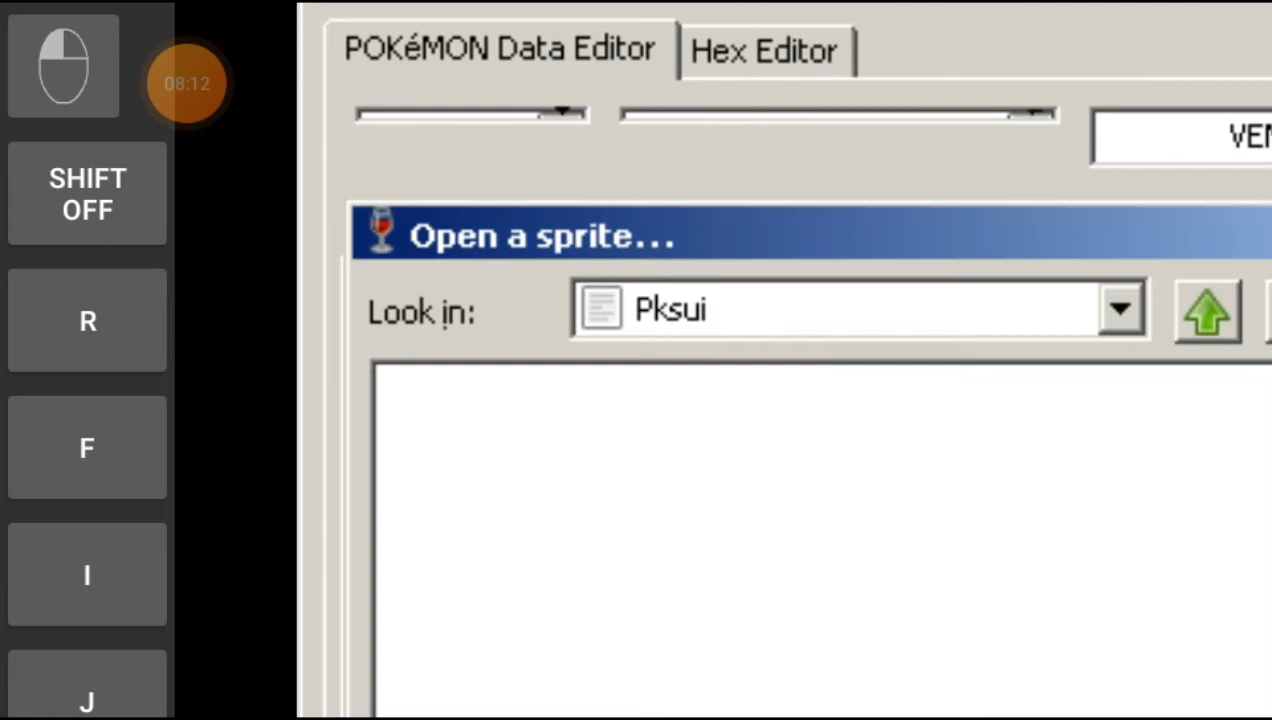 POKéMON Data Editor
Hex Editor
08:12
SHIFT
OFF
Open a sprite...
Look in:
Pksui
R
F
I
J